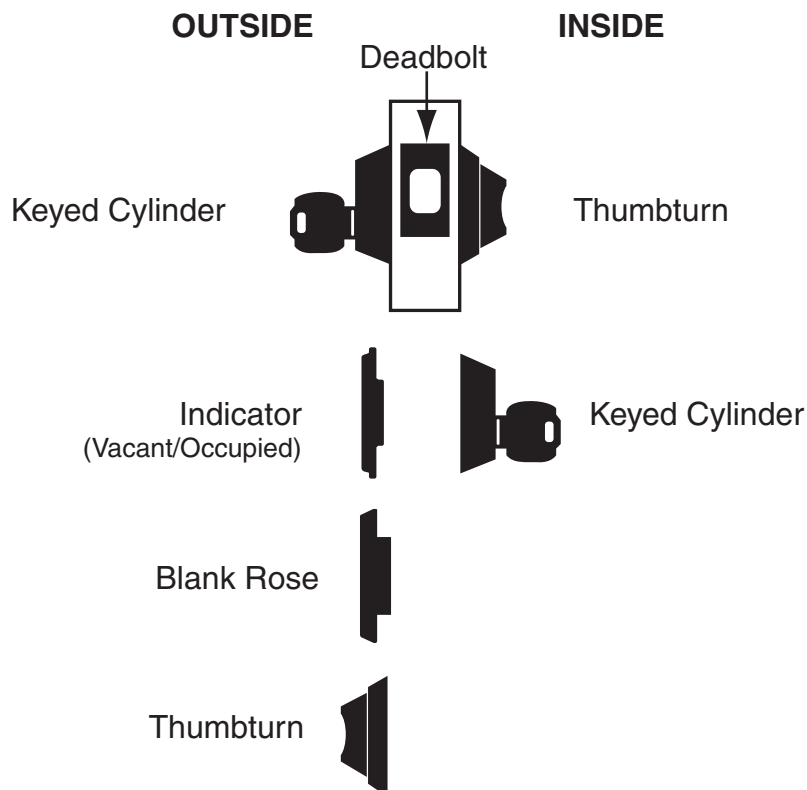 OUTSIDE
INSIDE
Deadbolt
Keyed Cylinder
Thumbturn
Indicator
(Vacant/Occupied)
Keyed Cylinder
Blank Rose
Thumbturn